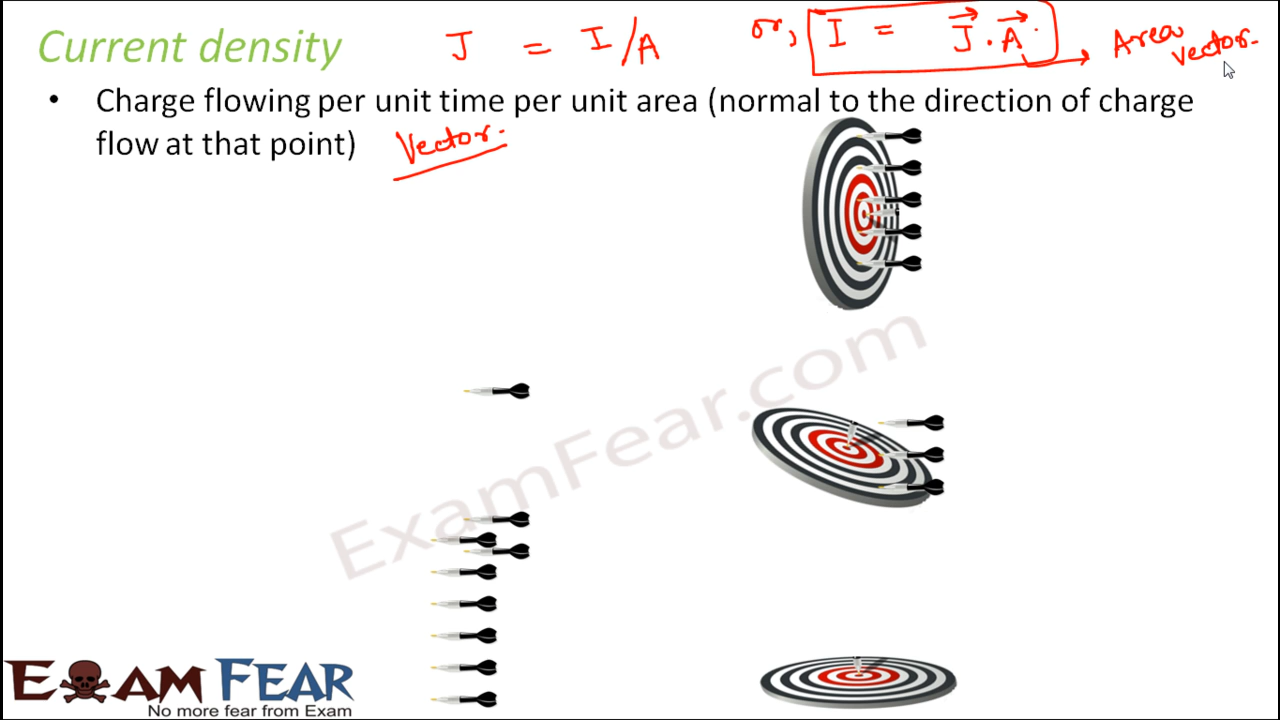 Current density J = I/A or, I = J⃗ . A⃗ . Area vector.
• Charge flowing per unit time per unit area (normal to the direction of charge
flow at that point) Vector.
ExamFear.com
EXAM FEAR
No more fear from Exam